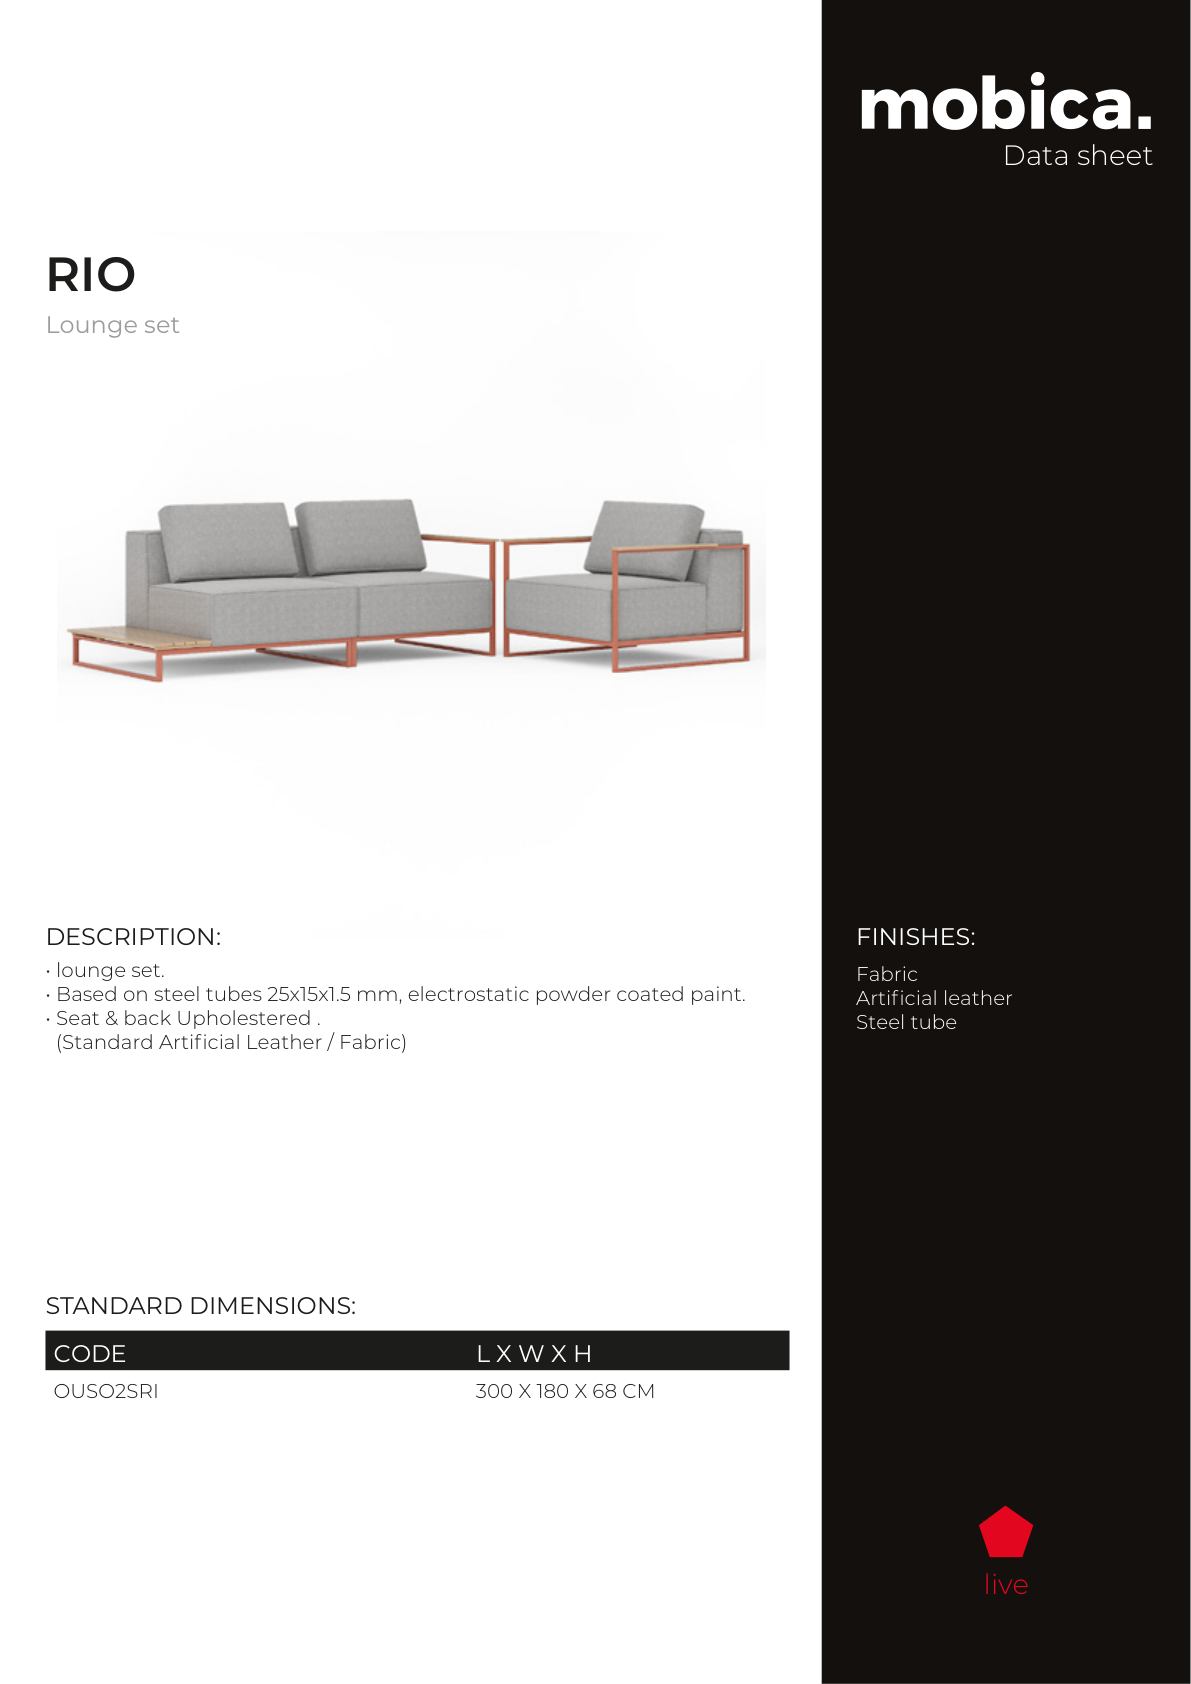 mobica.
Data sheet
RIO
Lounge set
DESCRIPTION:
• lounge set.
• Based on steel tubes 25x15x1.5 mm, electrostatic powder coated paint.
• Seat & back Upholestered .
(Standard Artificial Leather / Fabric)
FINISHES:
Fabric
Artificial leather
Steel tube
STANDARD DIMENSIONS:
CODE L X W X H
OUSO2SRI 300 X 180 X 68 CM
live